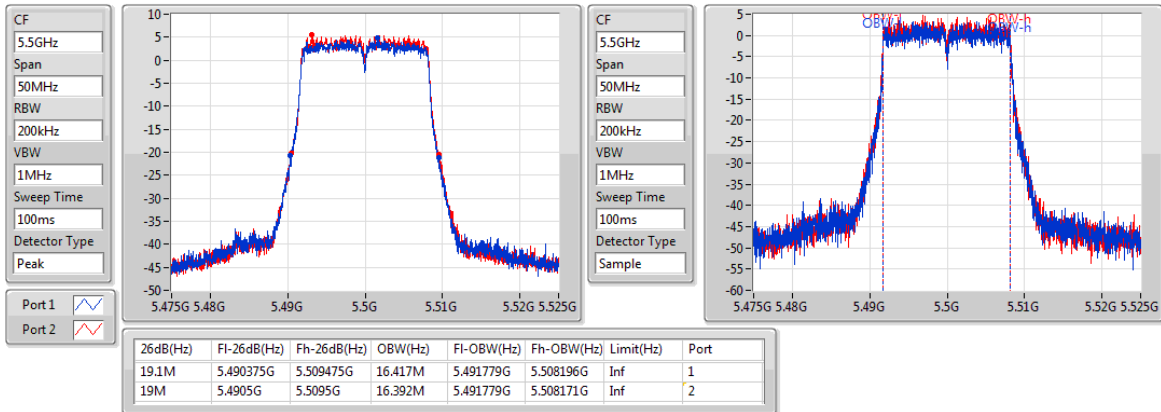 CF
5.5GHz
Span
50MHz
RBW
200kHz
VBW
1MHz
Sweep Time
100ms
Detector Type
Peak
Port 1
Port 2
10
5
0
-5
-10
-15
-20
-25
-30
-35
-40
-45
-50
5.475G 5.48G 5.49G 5.5G 5.51G 5.52G 5.525G
CF
5.5GHz
Span
50MHz
RBW
200kHz
VBW
1MHz
Sweep Time
100ms
Detector Type
Sample
5
0
-5
-10
-15
-20
-25
-30
-35
-40
-45
-50
-55
-60
OBW-h
OBW-h
5.475G 5.48G 5.49G 5.5G 5.51G 5.52G 5.525G
26dB(Hz) Fl-26dB(Hz) Fh-26dB(Hz) OBW(Hz) Fl-OBW(Hz) Fh-OBW(Hz) Limit(Hz) Port
19.1M 5.490375G 5.509475G 16.417M 5.491779G 5.508196G Inf 1
19M 5.4905G 5.5095G 16.392M 5.491779G 5.508171G Inf 2